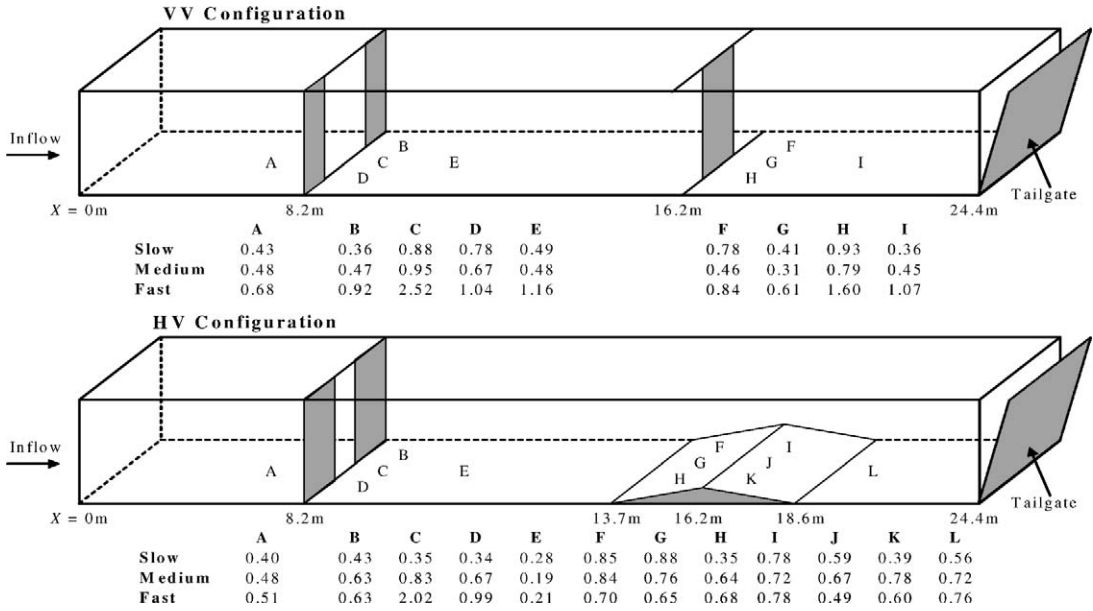 VV Configuration
Inflow
A B C D E F G H I
Tailgate
X = 0m 8.2m 16.2m 24.4m
A B C D E F G H I
Slow 0.43 0.36 0.88 0.78 0.49 0.78 0.41 0.93 0.36
Medium 0.48 0.47 0.95 0.67 0.48 0.46 0.31 0.79 0.45
Fast 0.68 0.92 2.52 1.04 1.16 0.84 0.61 1.60 1.07
HV Configuration
Inflow
A B C D E F G H I J K L
Tailgate
X = 0m 8.2m 13.7m 16.2m 18.6m 24.4m
A B C D E F G H I J K L
Slow 0.40 0.43 0.35 0.34 0.28 0.85 0.88 0.35 0.78 0.59 0.39 0.56
Medium 0.48 0.63 0.83 0.67 0.19 0.84 0.76 0.64 0.72 0.67 0.78 0.72
Fast 0.51 0.63 2.02 0.99 0.21 0.70 0.65 0.68 0.78 0.49 0.60 0.76